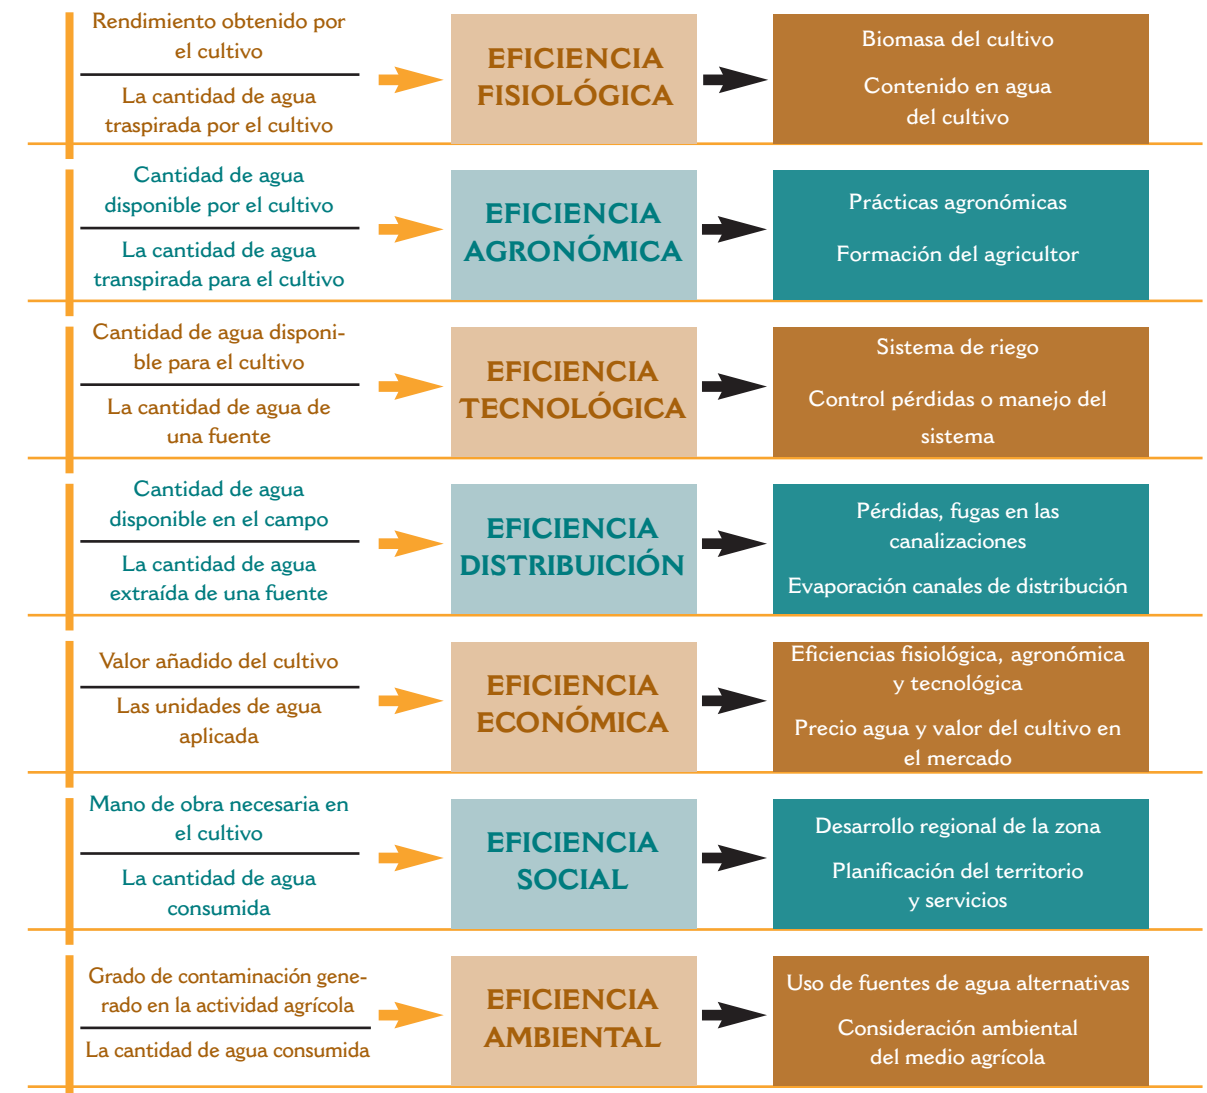 Rendimiento obtenido por
el cultivo
La cantidad de agua
traspirada por el cultivo
EFICIENCIA
FISIOLÓGICA
Biomasa del cultivo
Contenido en agua
del cultivo
Cantidad de agua
disponible por el cultivo
La cantidad de agua
transpirada para el cultivo
EFICIENCIA
AGRONÓMICA
Prácticas agronómicas
Formación del agricultor
Cantidad de agua disponi-
ble para el cultivo
La cantidad de agua de
una fuente
EFICIENCIA
TECNOLÓGICA
Sistema de riego
Control pérdidas o manejo del
sistema
Cantidad de agua
disponible en el campo
La cantidad de agua
extraída de una fuente
EFICIENCIA
DISTRIBUICIÓN
Pérdidas, fugas en las
canalizaciones
Evaporación canales de distribución
Valor añadido del cultivo
Las unidades de agua
aplicada
EFICIENCIA
ECONÓMICA
Eficiencias fisiológica, agronómica
y tecnológica
Precio agua y valor del cultivo en
el mercado
Mano de obra necesaria en
el cultivo
La cantidad de agua
consumida
EFICIENCIA
SOCIAL
Desarrollo regional de la zona
Planificación del territorio
y servicios
Grado de contaminación gene-
rado en la actividad agrícola
La cantidad de agua consumida
EFICIENCIA
AMBIENTAL
Uso de fuentes de agua alternativas
Consideración ambiental
del medio agrícola